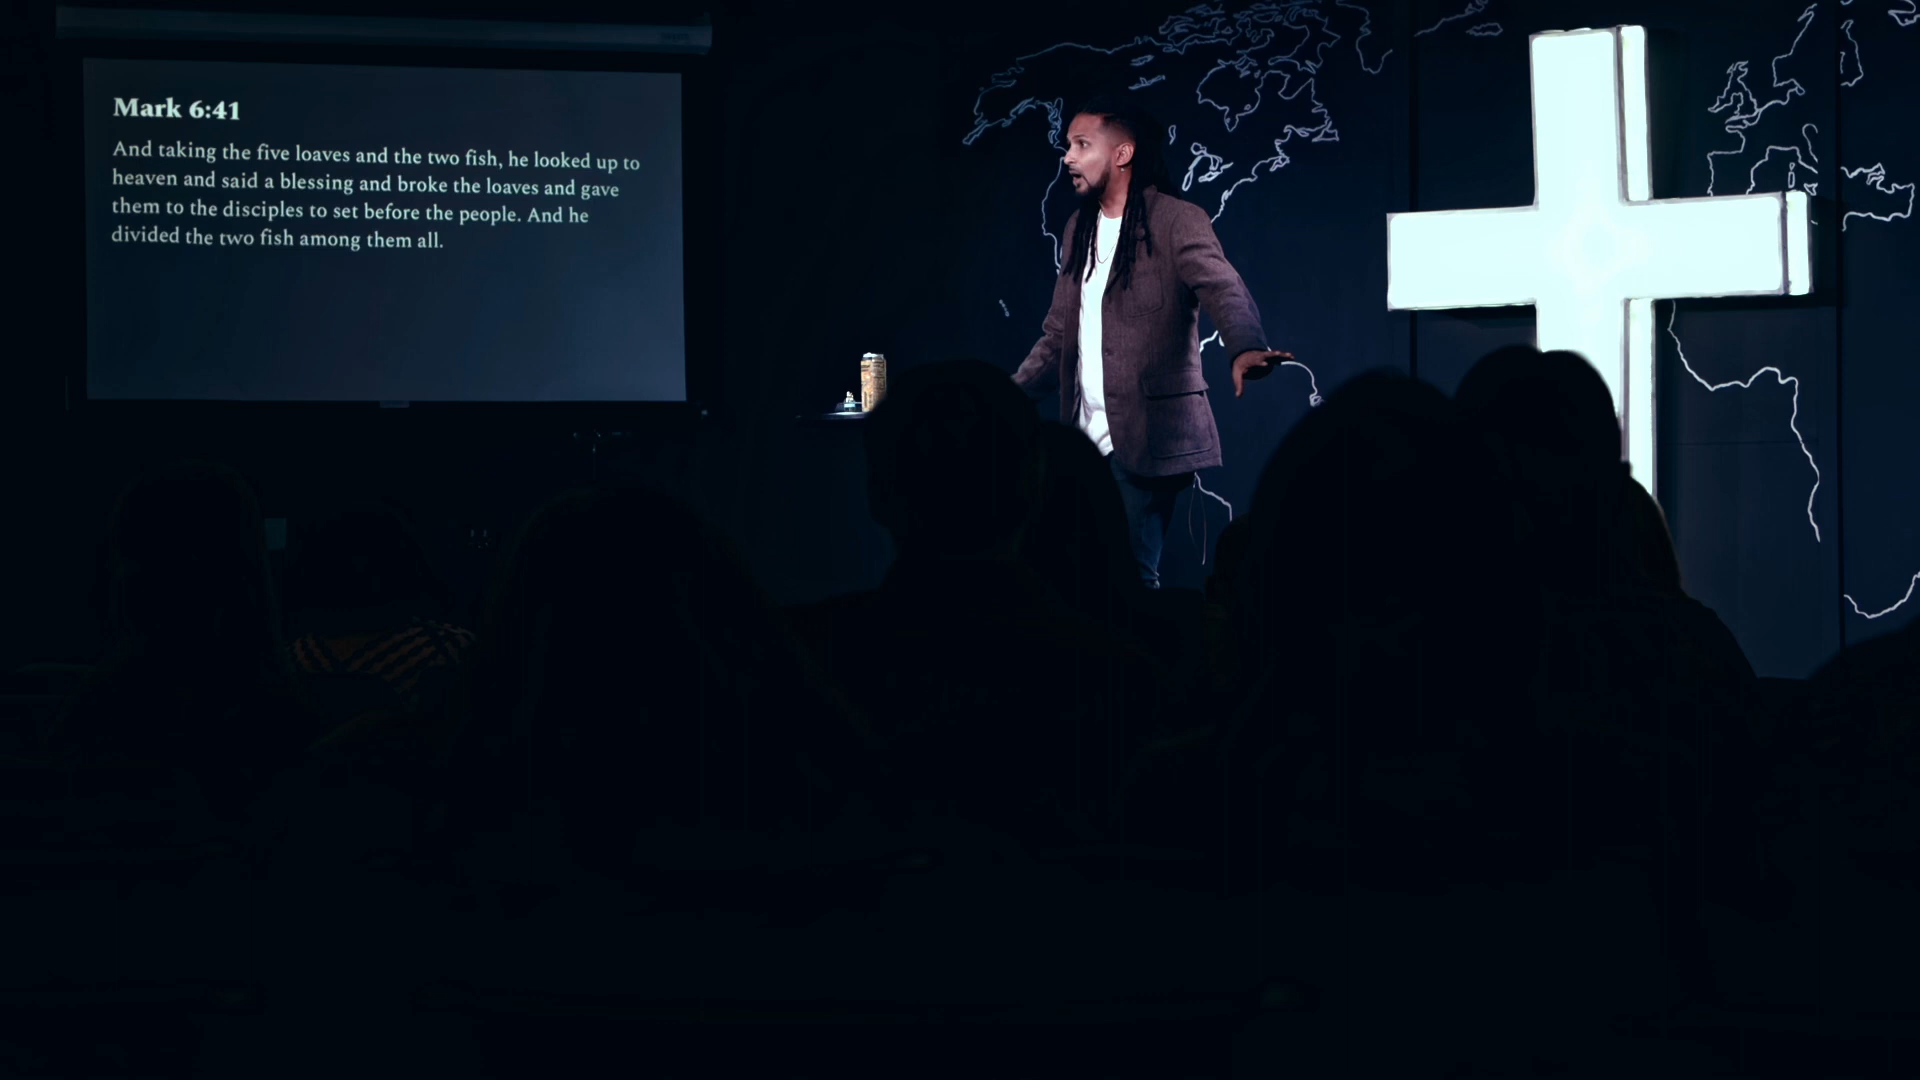 Mark 6:41
And taking the five loaves and the two fish, he looked up to
heaven and said a blessing and broke the loaves and gave
them to the disciples to set before the people. And he
divided the two fish among them all.